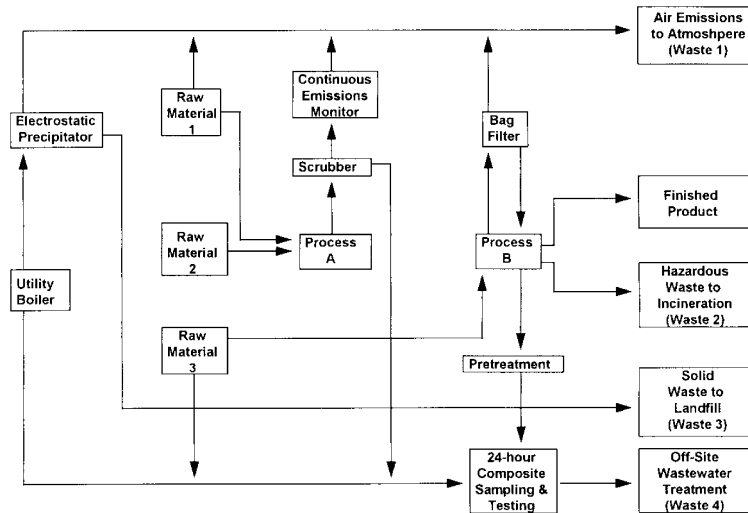 Air Emissions
to Atmoshpere
(Waste 1)
Continuous
Emissions
Monitor
Raw
Material
1
Electrostatic
Precipitator
Bag
Filter
Scrubber
Finished
Product
Raw
Material
2
Process
A
Process
B
Utility
Boiler
Hazardous
Waste to
Incineration
(Waste 2)
Raw
Material
3
Pretreatment
Solid
Waste to
Landfill
(Waste 3)
24-hour
Composite
Sampling &
Testing
Off-Site
Wastewater
Treatment
(Waste 4)